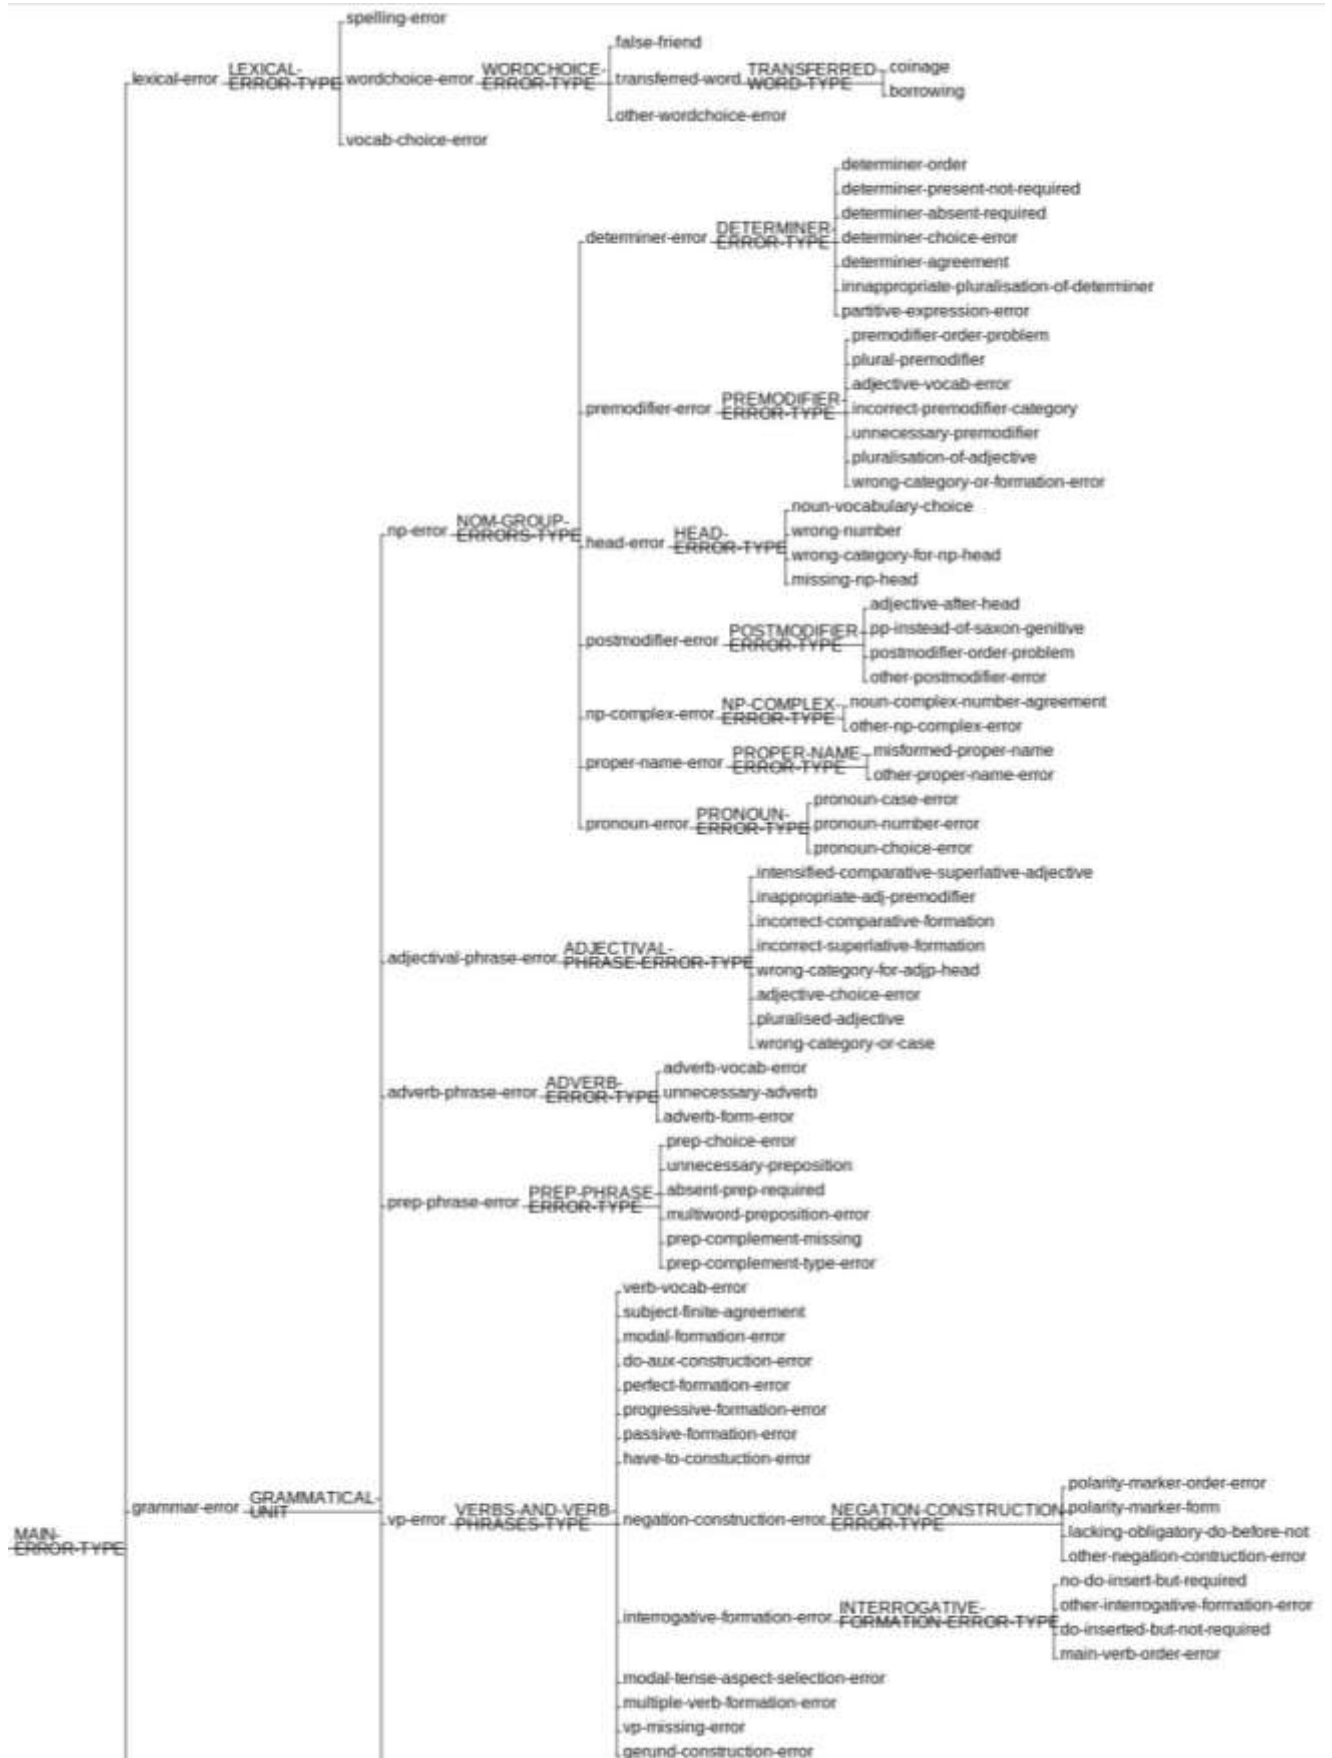 spelling-error
false-friend
lexical-error LEXICAL-ERROR-TYPE wordchoice-error WORDCHOICE-ERROR-TYPE transferred-word TRANSFERRED-WORD-TYPE coinage
borrowing
other-wordchoice-error
vocab-choice-error
determiner-order
determiner-present-not-required
determiner-absent-required
determiner-error DETERMINER-ERROR-TYPE determiner-choice-error
determiner-agreement
innappropriate-pluralisation-of-determiner
partitive-expression-error
premodifier-order-problem
plural-premodifier
adjective-vocab-error
premodifier-error PREMODIFIER-ERROR-TYPE incorrect-premodifier-category
unnecessary-premodifier
pluralisation-of-adjective
wrong-category-or-formation-error
noun-vocabulary-choice
np-error NOM-GROUP-ERRORS-TYPE wrong-number
head-error HEAD-ERROR-TYPE wrong-category-for-np-head
missing-np-head
adjective-after-head
pp-instead-of-saxon-genitive
postmodifier-error POSTMODIFIER-ERROR-TYPE postmodifier-order-problem
other-postmodifier-error
np-complex-error NP-COMPLEX-ERROR-TYPE noun-complex-number-agreement
other-np-complex-error
proper-name-error PROPER-NAME-ERROR-TYPE misformed-proper-name
other-proper-name-error
pronoun-case-error
pronoun-error PRONOUN-ERROR-TYPE pronoun-number-error
pronoun-choice-error
intensified-comparative-superlative-adjective
inappropriate-adj-premodifier
incorrect-comparative-formation
incorrect-superlative-formation
adjectival-phrase-error ADJECTIVAL-PHRASE-ERROR-TYPE wrong-category-for-adjp-head
adjective-choice-error
pluralised-adjective
wrong-category-or-case
adverb-vocab-error
adverb-phrase-error ADVERB-ERROR-TYPE unnecessary-adverb
adverb-form-error
prep-choice-error
unnecessary-preposition
prep-phrase-error PREP-PHRASE-ERROR-TYPE absent-prep-required
multiword-preposition-error
prep-complement-missing
prep-complement-type-error
verb-vocab-error
subject-finite-agreement
modal-formation-error
do-aux-construction-error
perfect-formation-error
progressive-formation-error
passive-formation-error
have-to-constuction-error
polarity-marker-order-error
grammar-error GRAMMATICAL-UNIT polarity-marker-form
vp-error VERBS-AND-VERB-PHRASES-TYPE negation-construction-error NEGATION-CONSTRUCTION-ERROR-TYPE lacking-obligatory-do-before-not
MAIN-ERROR-TYPE other-negation-contruction-error
no-do-insert-but-required
interrogative-formation-error INTERROGATIVE-FORMATION-ERROR-TYPE other-interrogative-formation-error
do-inserted-but-not-required
main-verb-order-error
modal-tense-aspect-selection-error
multiple-verb-formation-error
vp-missing-error
gerund-construction-error